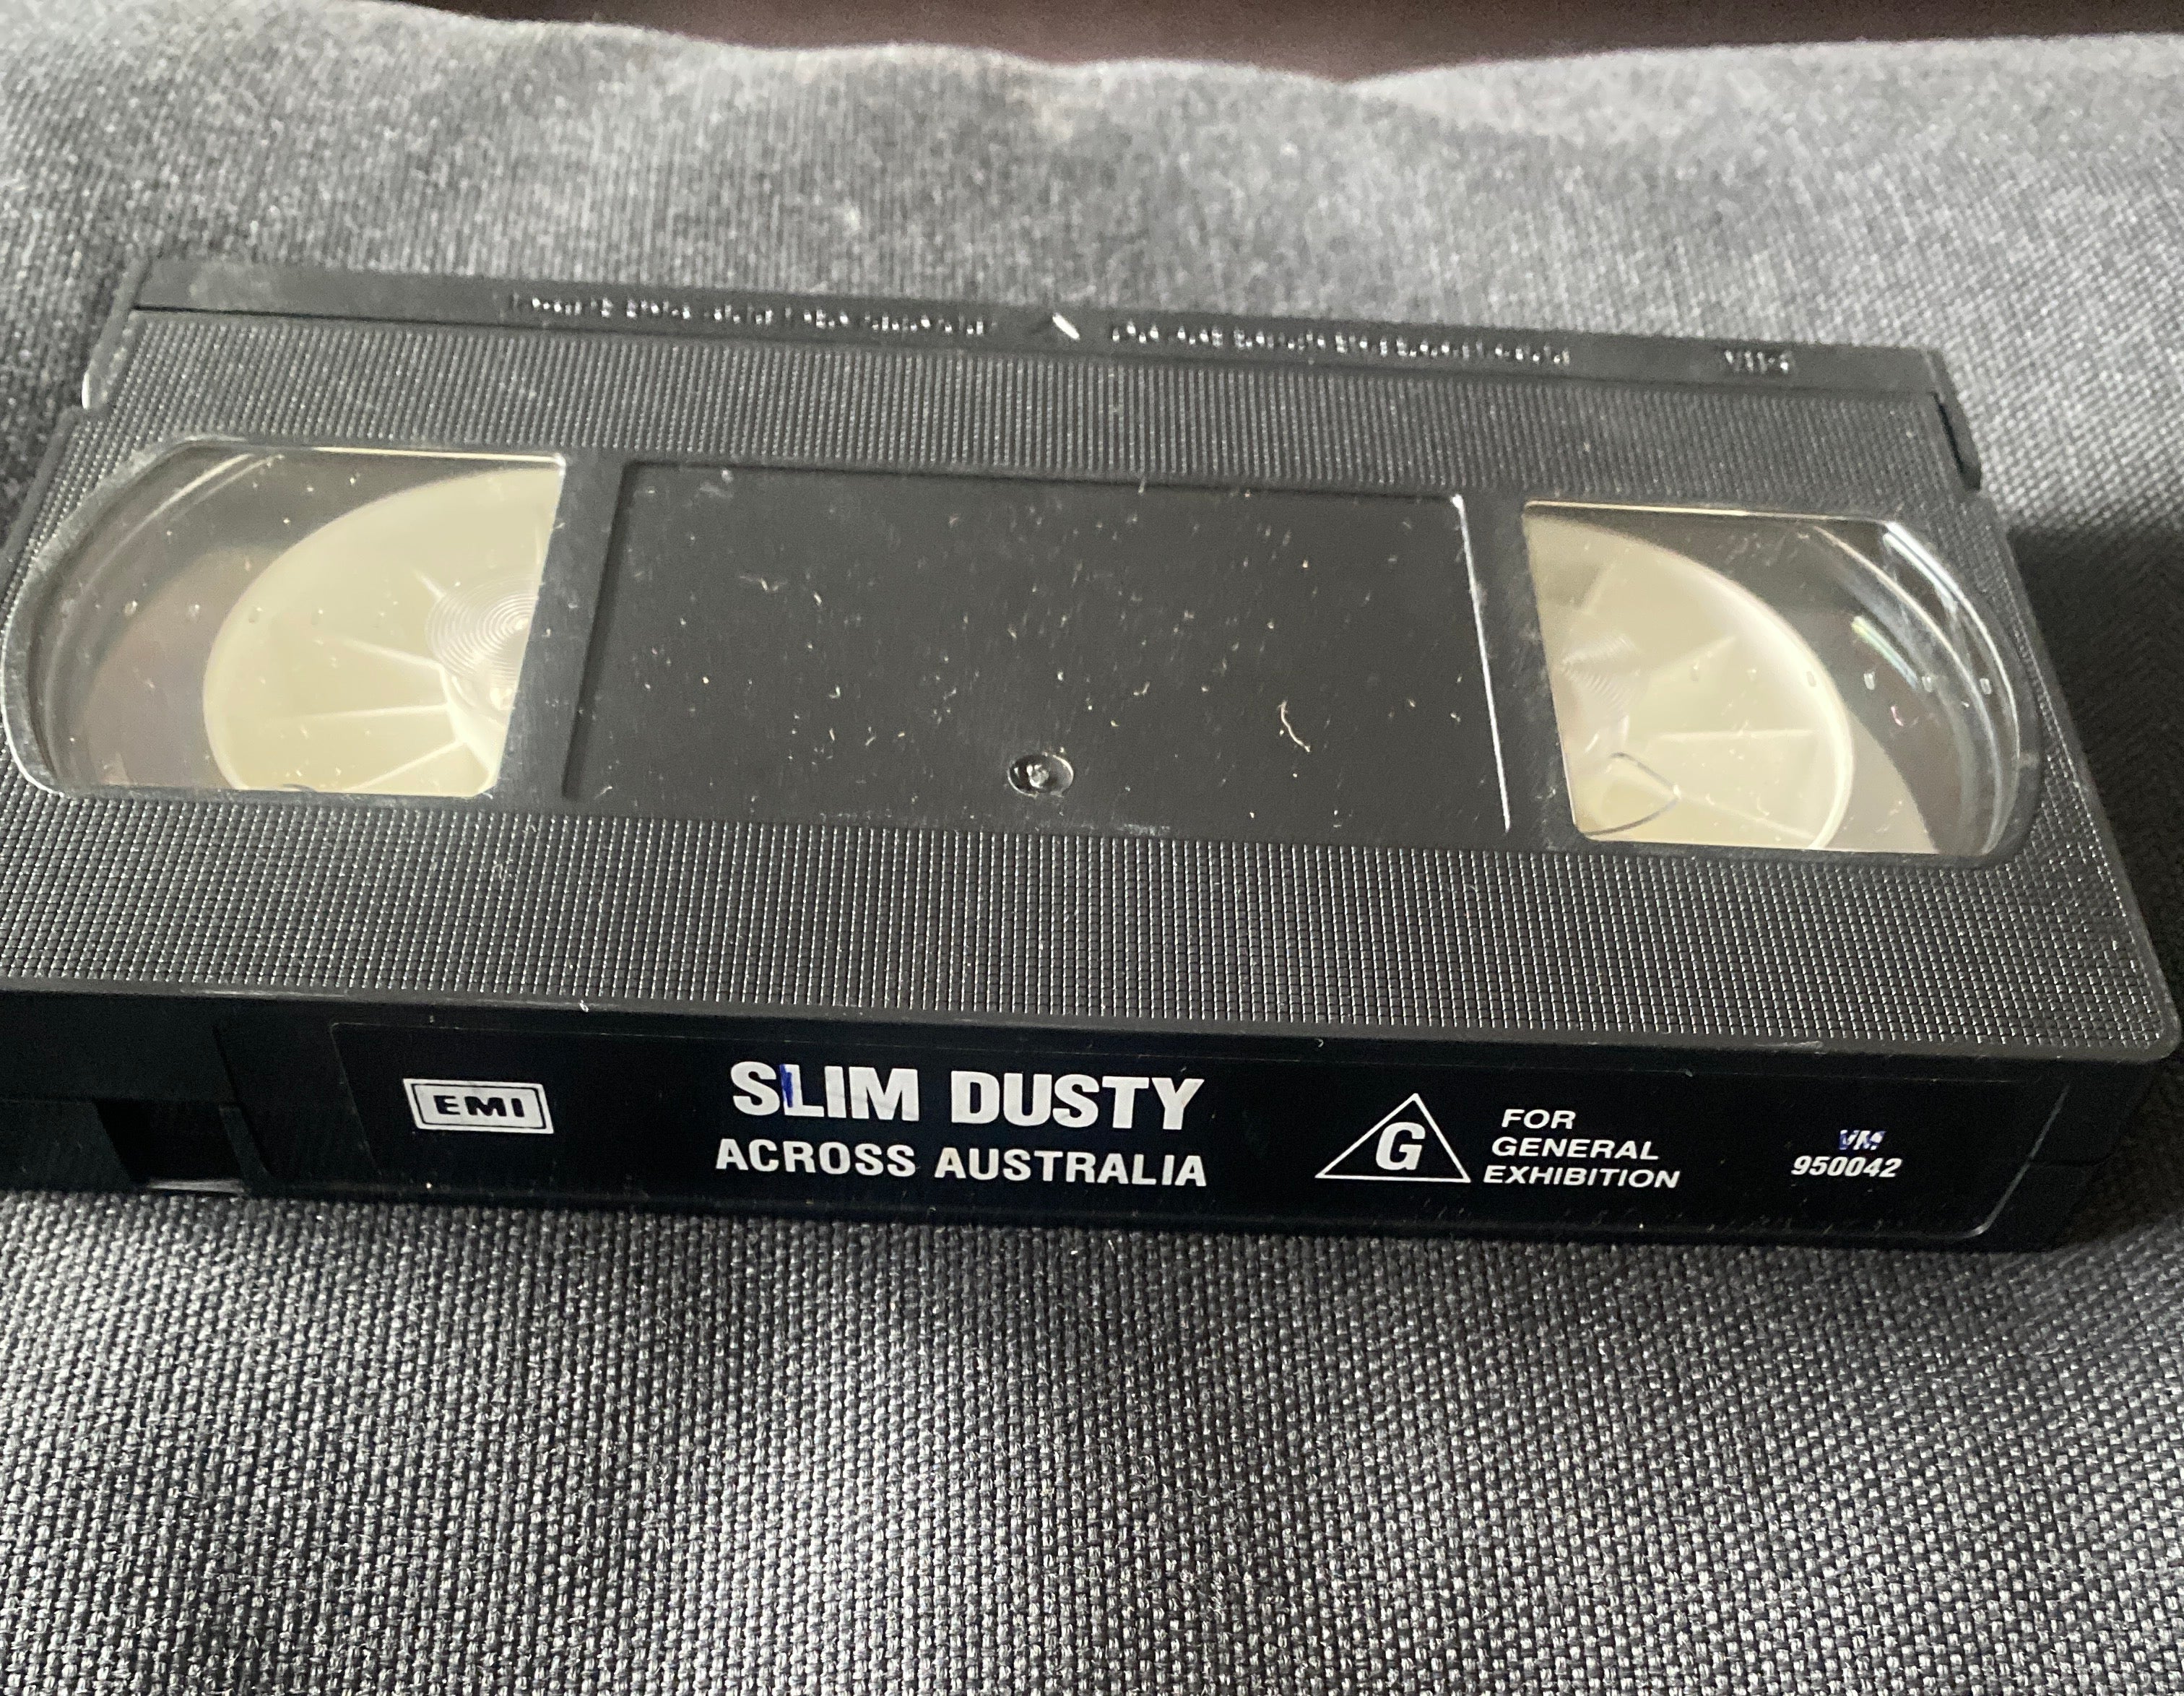 EMI
SLIM DUSTY
ACROSS AUSTRALIA
G
FOR
GENERAL
EXHIBITION
VM
950042